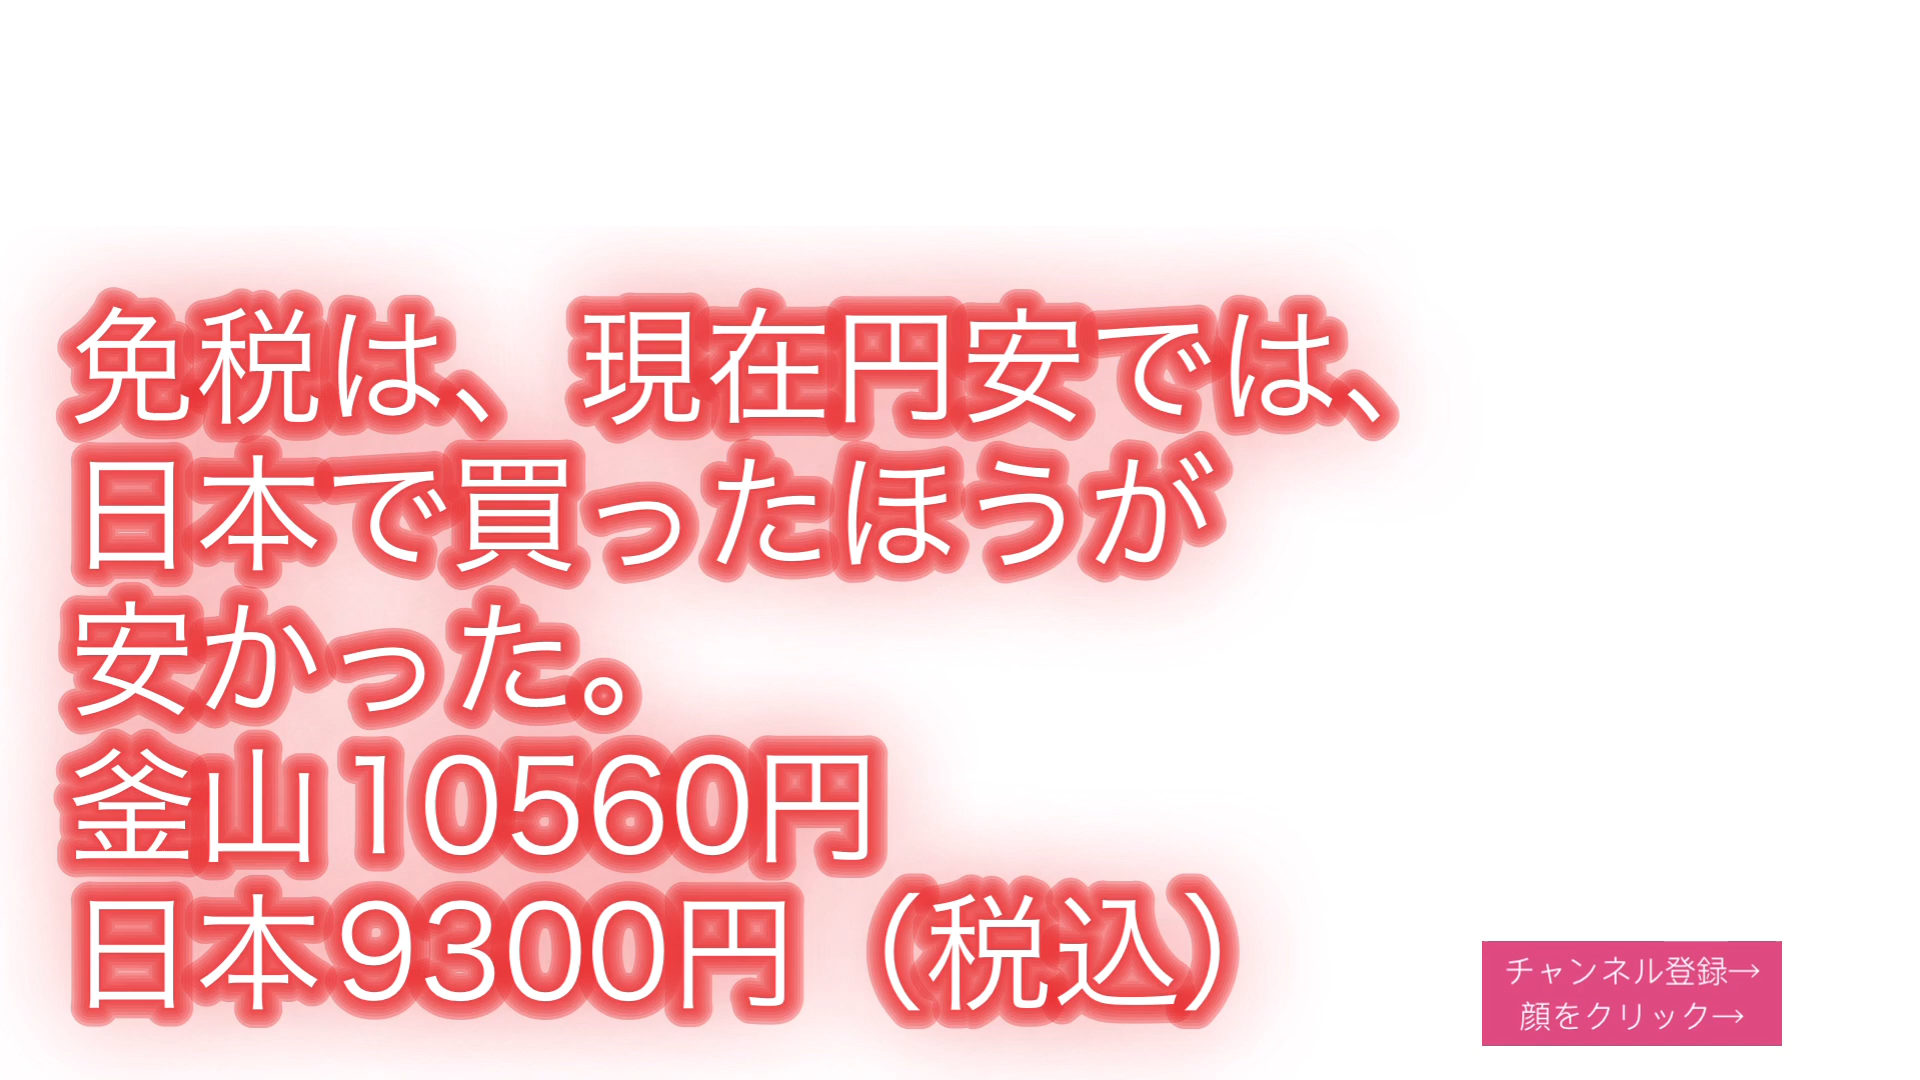 免税は、現在円安では、
日本で買ったほうが
安かった。
釜山10560円
日本9300円（税込）
チャンネル登録→
顔をクリック→